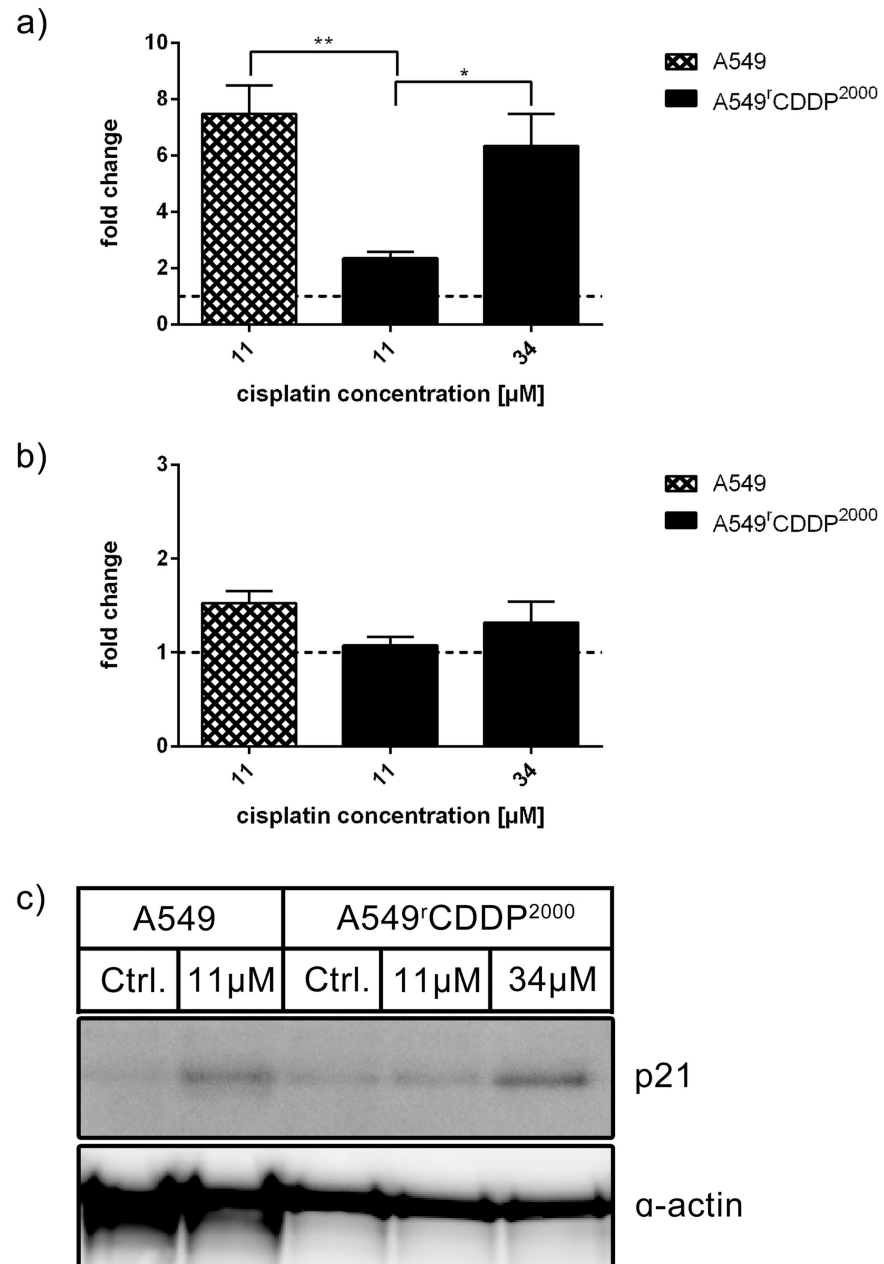 a)
10
8
6
4
2
0
fold change
**
*
11
11
34
cisplatin concentration [µM]
A549
A549ʳCDDP²⁰⁰⁰
b)
3
2
1
0
fold change
11
11
34
cisplatin concentration [µM]
A549
A549ʳCDDP²⁰⁰⁰
c)
A549 A549ʳCDDP²⁰⁰⁰
Ctrl. 11µM Ctrl. 11µM 34µM
p21
α-actin